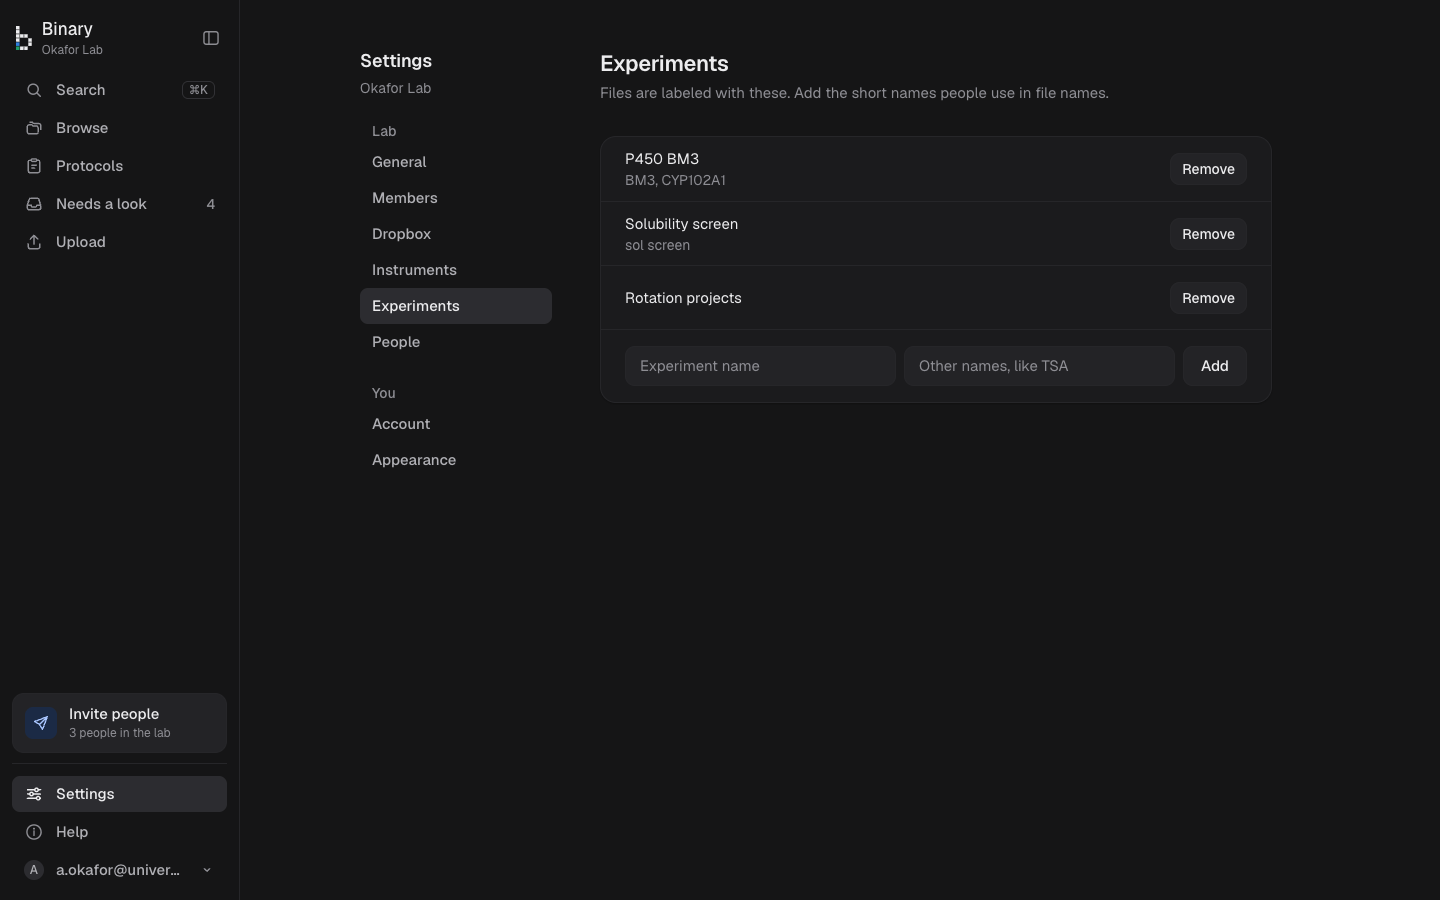 Binary
Okafor Lab
Search ⌘K
Browse
Protocols
Needs a look 4
Upload
Invite people
3 people in the lab
Settings
Help
A a.okafor@univer...
Settings
Okafor Lab
Lab
General
Members
Dropbox
Instruments
Experiments
People
You
Account
Appearance
Experiments
Files are labeled with these. Add the short names people use in file names.
P450 BM3
BM3, CYP102A1
Remove
Solubility screen
sol screen
Remove
Rotation projects
Remove
Experiment name
Other names, like TSA
Add